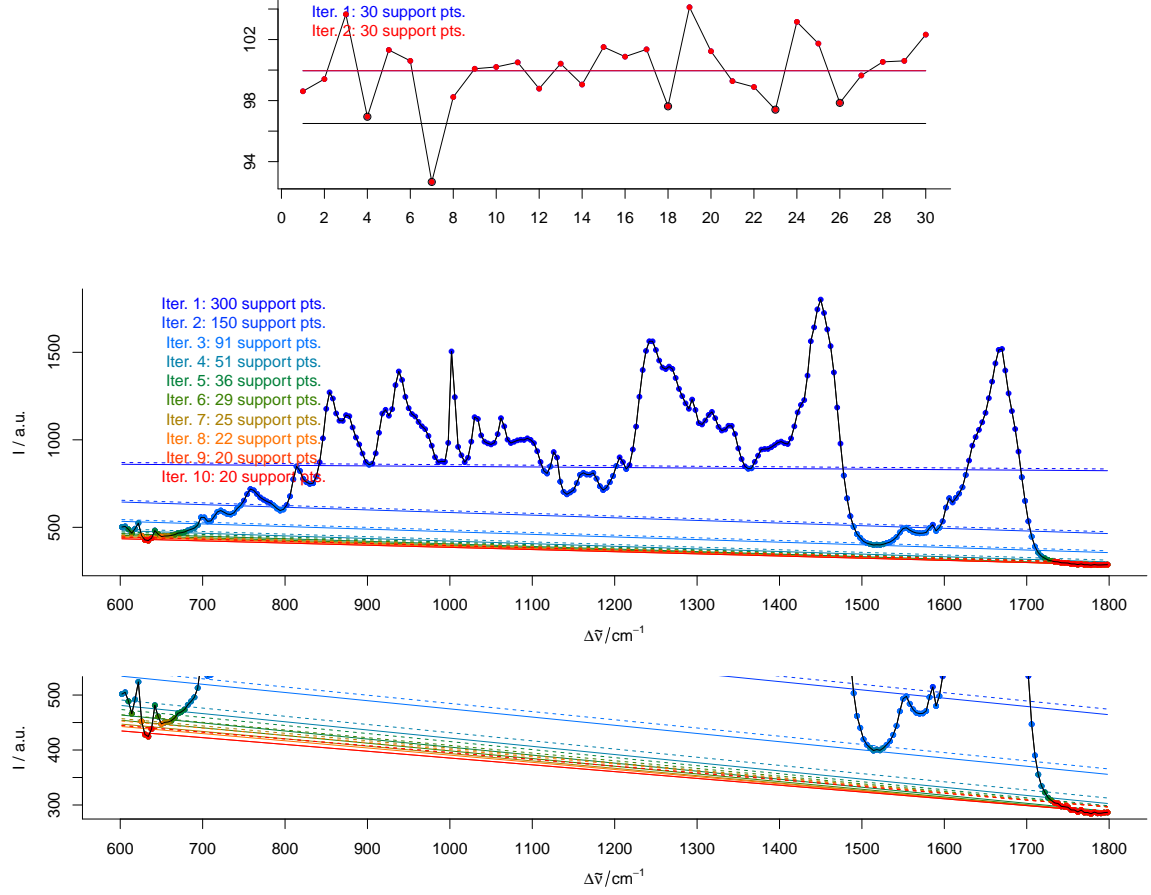 Iter. 1: 30 support pts.
Iter. 2: 30 support pts.
102
98
94
0 2 4 6 8 10 12 14 16 18 20 22 24 26 28 30
Iter. 1: 300 support pts.
Iter. 2: 150 support pts.
Iter. 3: 91 support pts.
Iter. 4: 51 support pts.
Iter. 5: 36 support pts.
Iter. 6: 29 support pts.
Iter. 7: 25 support pts.
Iter. 8: 22 support pts.
Iter. 9: 20 support pts.
Iter. 10: 20 support pts.
I / a.u.
1500
1000
500
600 700 800 900 1000 1100 1200 1300 1400 1500 1600 1700 1800
Δν̃/cm⁻¹
I / a.u.
500
400
300
600 700 800 900 1000 1100 1200 1300 1400 1500 1600 1700 1800
Δν̃/cm⁻¹